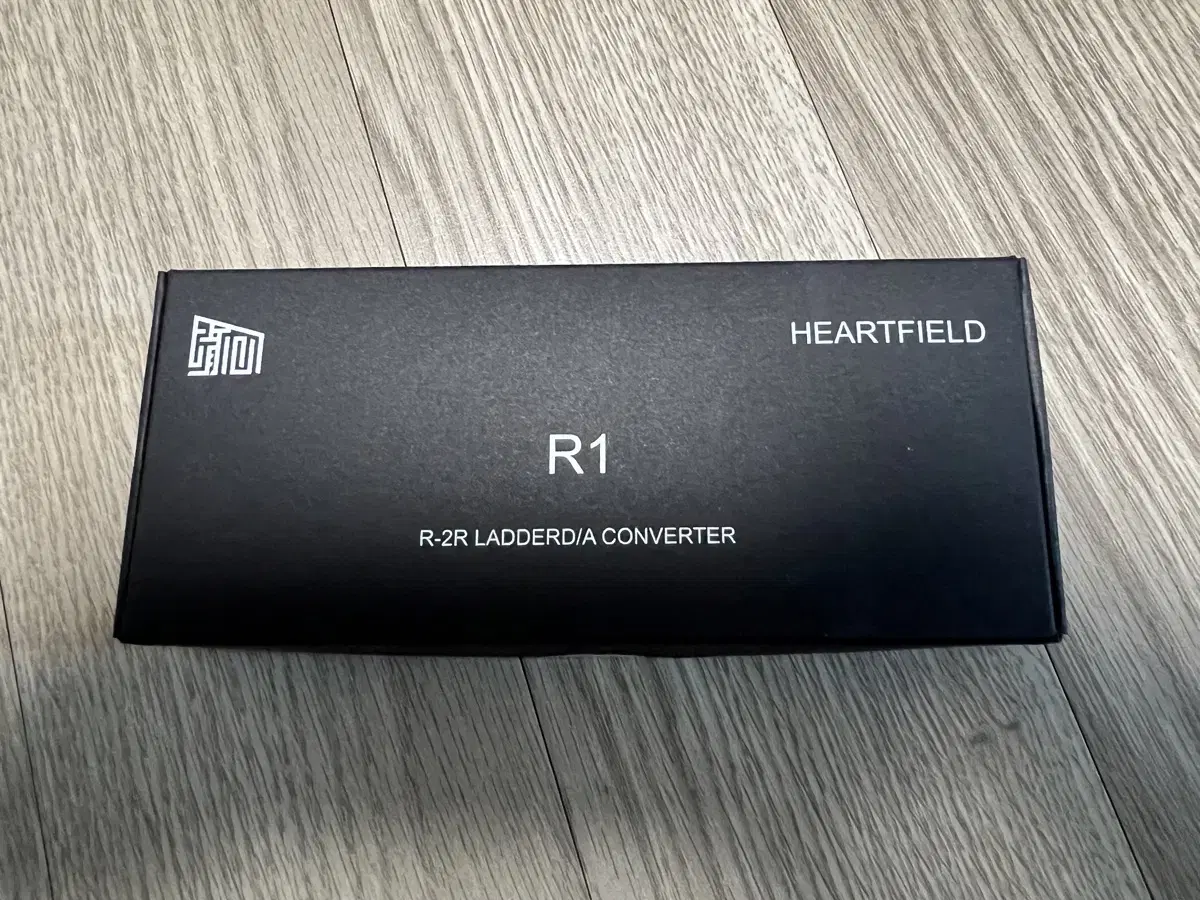 HEARTFIELD
R1
R-2R LADDERD/A CONVERTER